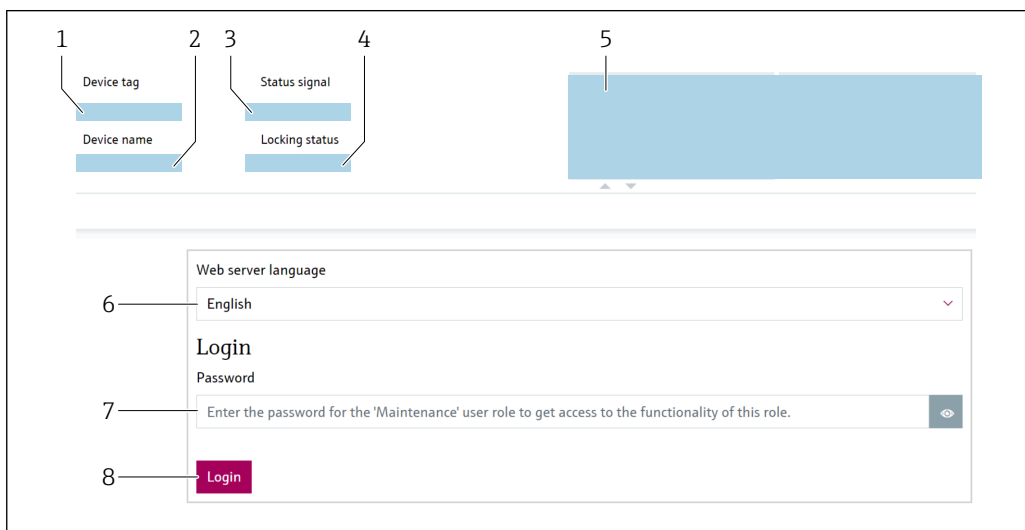 1 2 3 4 5
Device tag Status signal
Device name Locking status
Web server language
6 English
Login
Password
7 Enter the password for the 'Maintenance' user role to get access to the functionality of this role.
8 Login